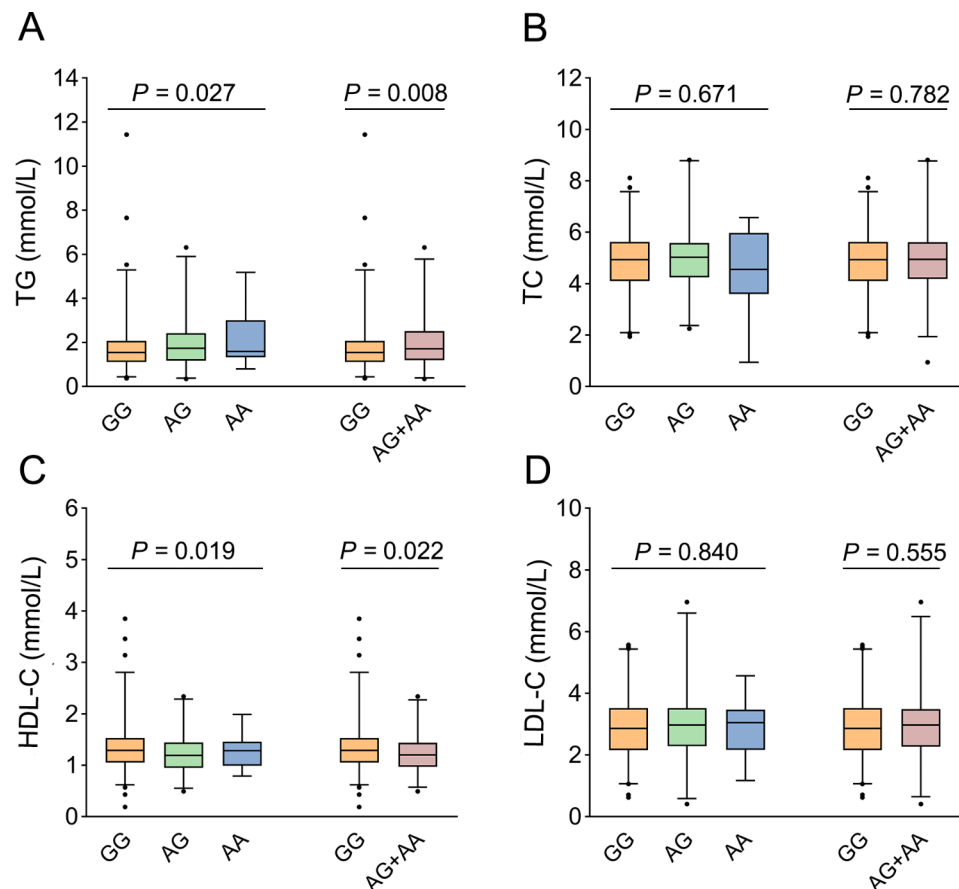 A
TG (mmol/L)
14
12
10
8
6
4
2
0
P = 0.027
P = 0.008
GG
AG
AA
GG
AG+AA
B
TC (mmol/L)
12
10
8
6
4
2
0
P = 0.671
P = 0.782
GG
AG
AA
GG
AG+AA
C
HDL-C (mmol/L)
6
5
4
3
2
1
0
P = 0.019
P = 0.022
GG
AG
AA
GG
AG+AA
D
LDL-C (mmol/L)
10
8
6
4
2
0
P = 0.840
P = 0.555
GG
AG
AA
GG
AG+AA